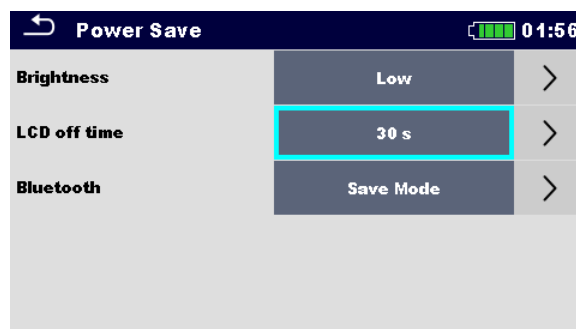 Power Save 01:56
Brightness Low
LCD off time 30 s
Bluetooth Save Mode